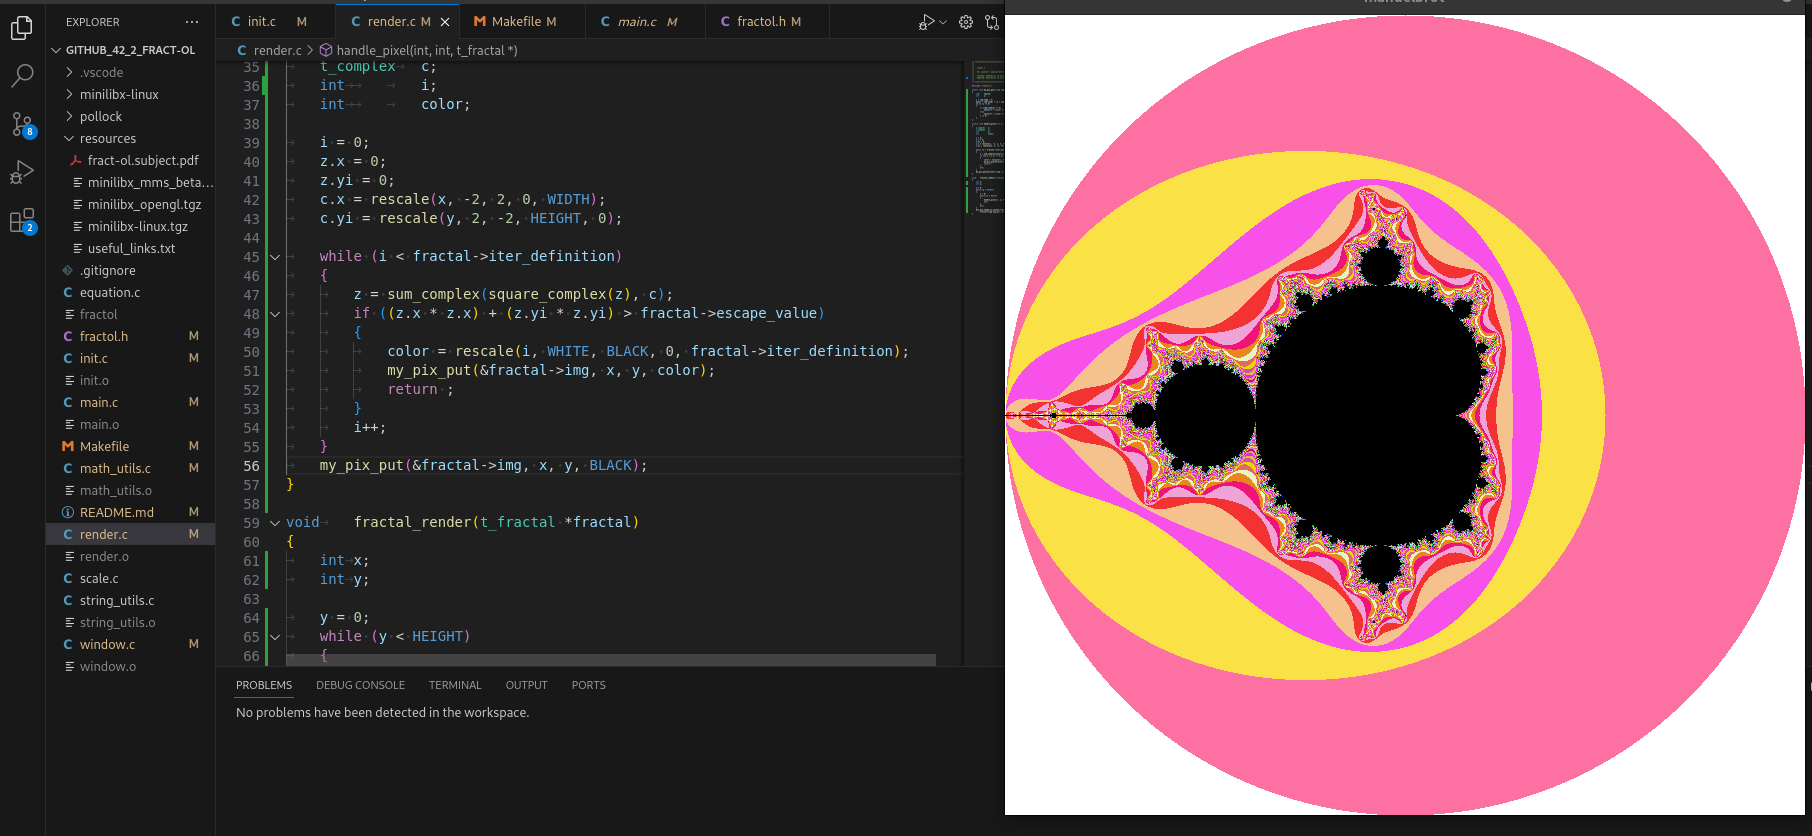 EXPLORER ···
init.c M
render.c M
Makefile M
main.c M
fractol.h M
GITHUB_42_2_FRACT-OL
.vscode
minilibx-linux
pollock
resources
fract-ol.subject.pdf
minilibx_mms_beta...
minilibx_opengl.tgz
minilibx-linux.tgz
useful_links.txt
.gitignore
equation.c
fractol
fractol.h M
init.c M
init.o
main.c M
main.o
Makefile M
math_utils.c M
math_utils.o
README.md M
render.c M
render.o
scale.c
string_utils.c
string_utils.o
window.c M
window.o
8
2
render.c > handle_pixel(int, int, t_fractal *)
35 t_complex c;
36 int i;
37 int color;
38
39 i = 0;
40 z.x = 0;
41 z.yi = 0;
42 c.x = rescale(x, -2, 2, 0, WIDTH);
43 c.yi = rescale(y, 2, -2, HEIGHT, 0);
44
45 while (i < fractal->iter_definition)
46 {
47 z = sum_complex(square_complex(z), c);
48 if ((z.x * z.x) + (z.yi * z.yi) > fractal->escape_value)
49 {
50 color = rescale(i, WHITE, BLACK, 0, fractal->iter_definition);
51 my_pix_put(&fractal->img, x, y, color);
52 return ;
53 }
54 i++;
55 }
56 my_pix_put(&fractal->img, x, y, BLACK);
57 }
58
59 void fractal_render(t_fractal *fractal)
60 {
61 int x;
62 int y;
63
64 y = 0;
65 while (y < HEIGHT)
66 {
PROBLEMS DEBUG CONSOLE TERMINAL OUTPUT PORTS
No problems have been detected in the workspace.